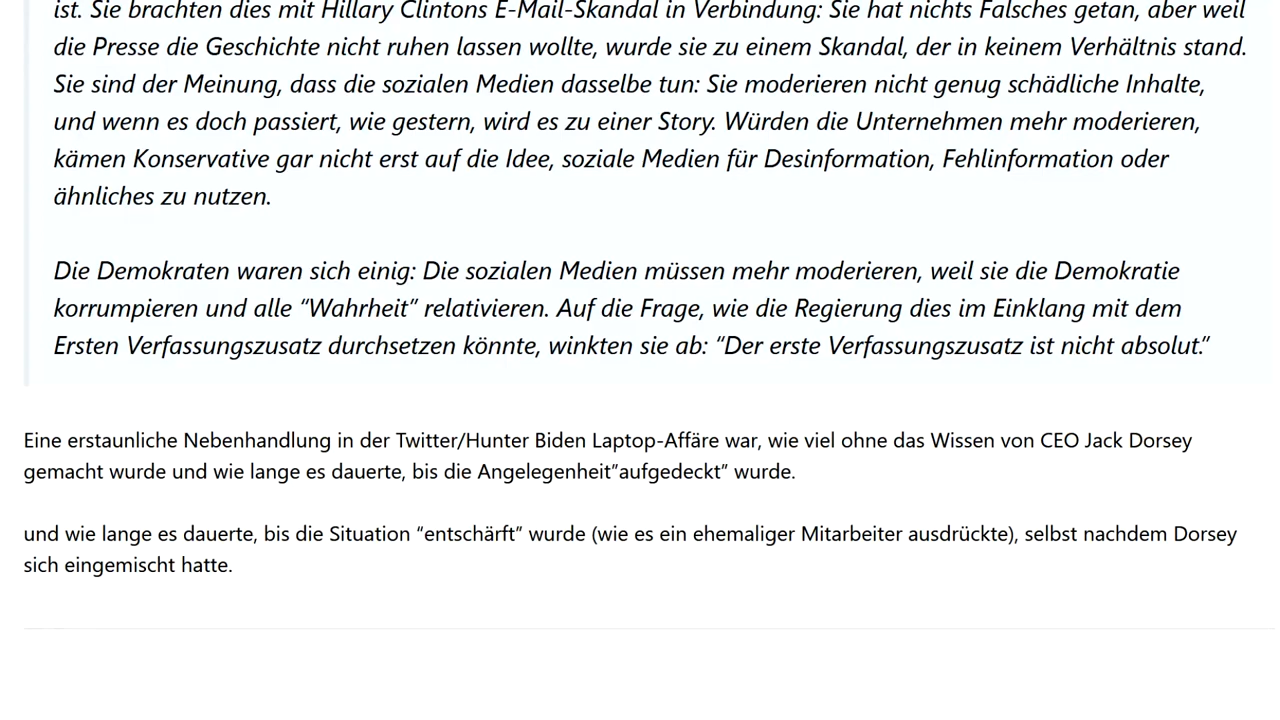 ist. Sie brachten dies mit Hillary Clintons E-Mail-Skandal in Verbindung: Sie hat nichts Falsches getan, aber weil
die Presse die Geschichte nicht ruhen lassen wollte, wurde sie zu einem Skandal, der in keinem Verhältnis stand.
Sie sind der Meinung, dass die sozialen Medien dasselbe tun: Sie moderieren nicht genug schädliche Inhalte,
und wenn es doch passiert, wie gestern, wird es zu einer Story. Würden die Unternehmen mehr moderieren,
kämen Konservative gar nicht erst auf die Idee, soziale Medien für Desinformation, Fehlinformation oder
ähnliches zu nutzen.
Die Demokraten waren sich einig: Die sozialen Medien müssen mehr moderieren, weil sie die Demokratie
korrumpieren und alle “Wahrheit” relativieren. Auf die Frage, wie die Regierung dies im Einklang mit dem
Ersten Verfassungszusatz durchsetzen könnte, winkten sie ab: “Der erste Verfassungszusatz ist nicht absolut.”
Eine erstaunliche Nebenhandlung in der Twitter/Hunter Biden Laptop-Affäre war, wie viel ohne das Wissen von CEO Jack Dorsey
gemacht wurde und wie lange es dauerte, bis die Angelegenheit”aufgedeckt” wurde.
und wie lange es dauerte, bis die Situation “entschärft” wurde (wie es ein ehemaliger Mitarbeiter ausdrückte), selbst nachdem Dorsey
sich eingemischt hatte.